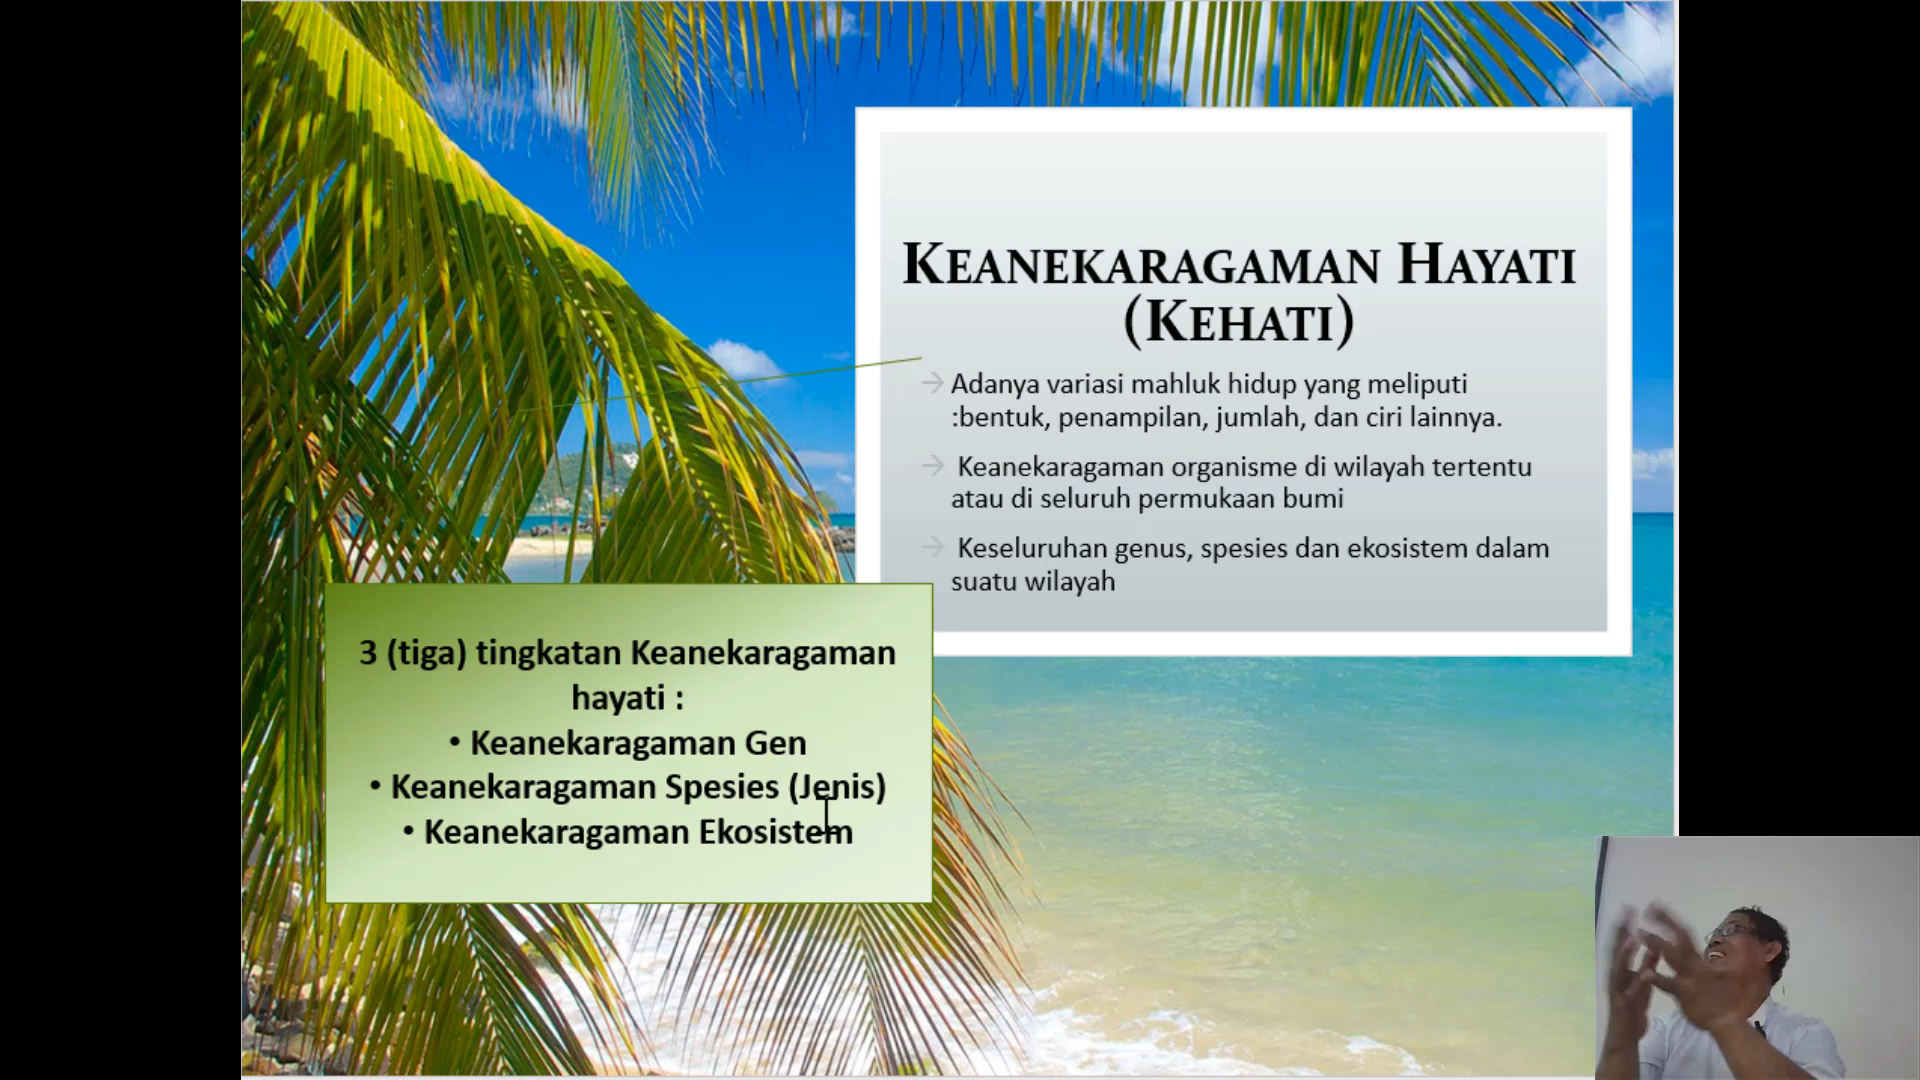 KEANEKARAGAMAN HAYATI
(KEHATI)
→ Adanya variasi mahluk hidup yang meliputi
:bentuk, penampilan, jumlah, dan ciri lainnya.
→ Keanekaragaman organisme di wilayah tertentu
atau di seluruh permukaan bumi
→ Keseluruhan genus, spesies dan ekosistem dalam
suatu wilayah
3 (tiga) tingkatan Keanekaragaman
hayati :
• Keanekaragaman Gen
• Keanekaragaman Spesies (Jenis)
• Keanekaragaman Ekosistem